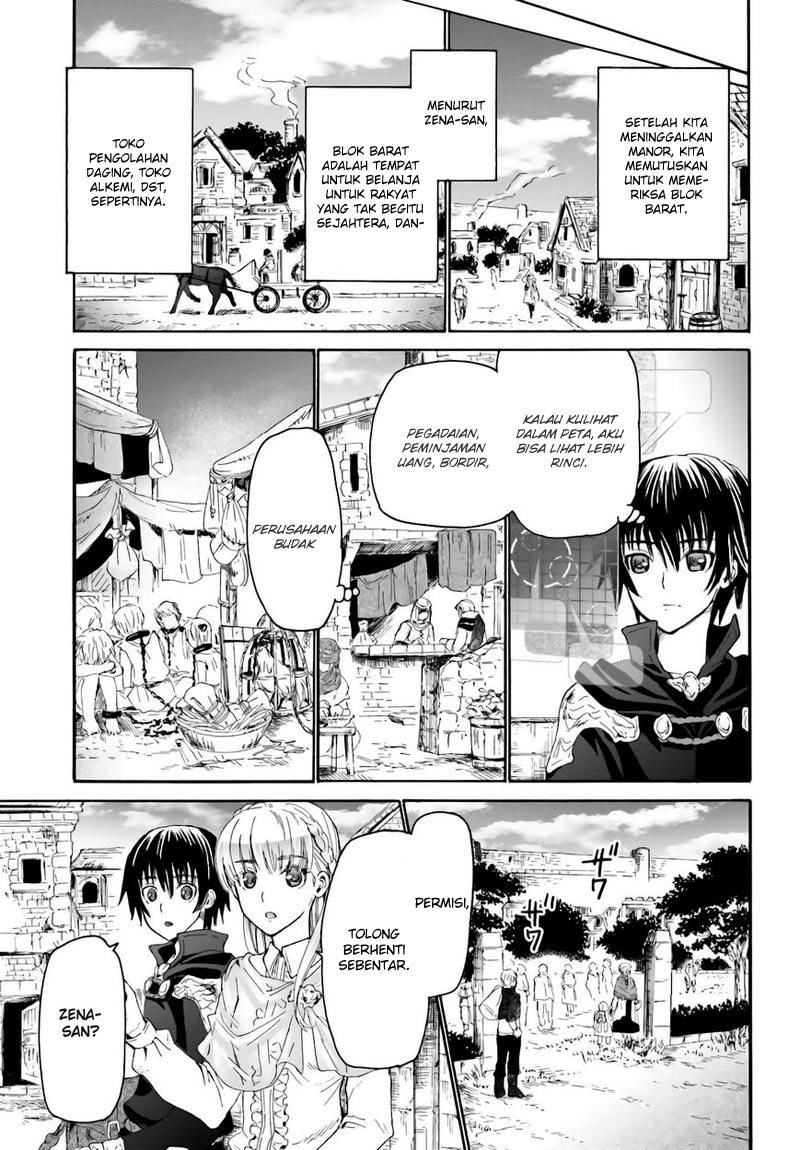 SETELAH KITA
MENINGGALKAN
MANOR, KITA
MEMUTUSKAN
UNTUK MEME-
RIKSA BLOK
BARAT.
MENURUT
ZENA-SAN,
BLOK BARAT
ADALAH TEMPAT
UNTUK BELANJA
UNTUK RAKYAT
YANG TAK BEGITU
SEJAHTERA, DAN-
TOKO
PENGOLAHAN
DAGING, TOKO
ALKEMI, DST,
SEPERTINYA.
KALAU KULIHAT
DALAM PETA, AKU
BISA LIHAT LEBIH
RINCI.
PEGADAIAN,
PEMINJAMAN
UANG, BORDIR,
PERUSAHAAN
BUDAK
ザワ
ザワ
PERMISI,
TOLONG
BERHENTI
SEBENTAR.
ZENA-
SAN?